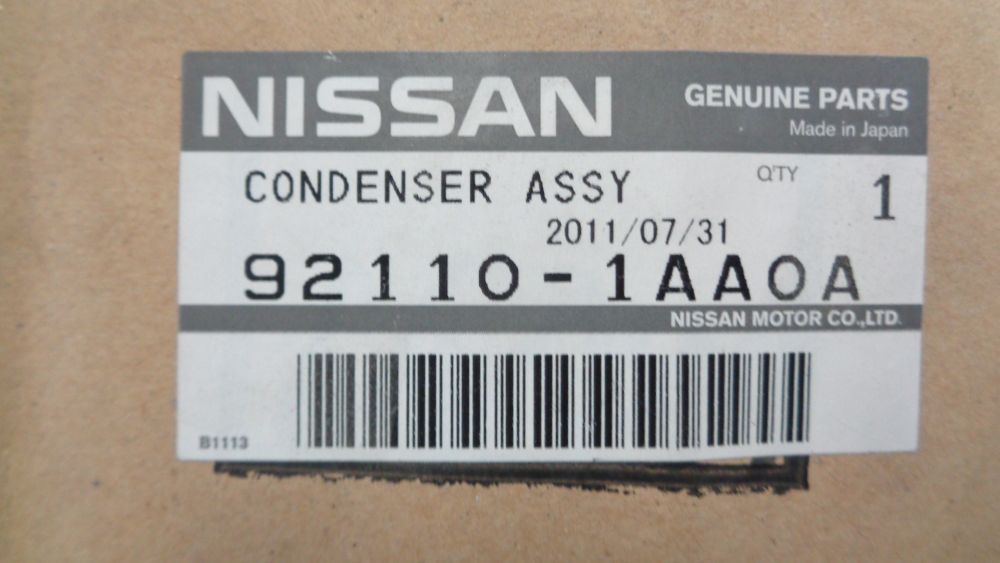 NISSAN GENUINE PARTS
Made in Japan
CONDENSER ASSY Q'TY 1
2011/07/31
92110-1AA0A
NISSAN MOTOR CO.,LTD.
B1113